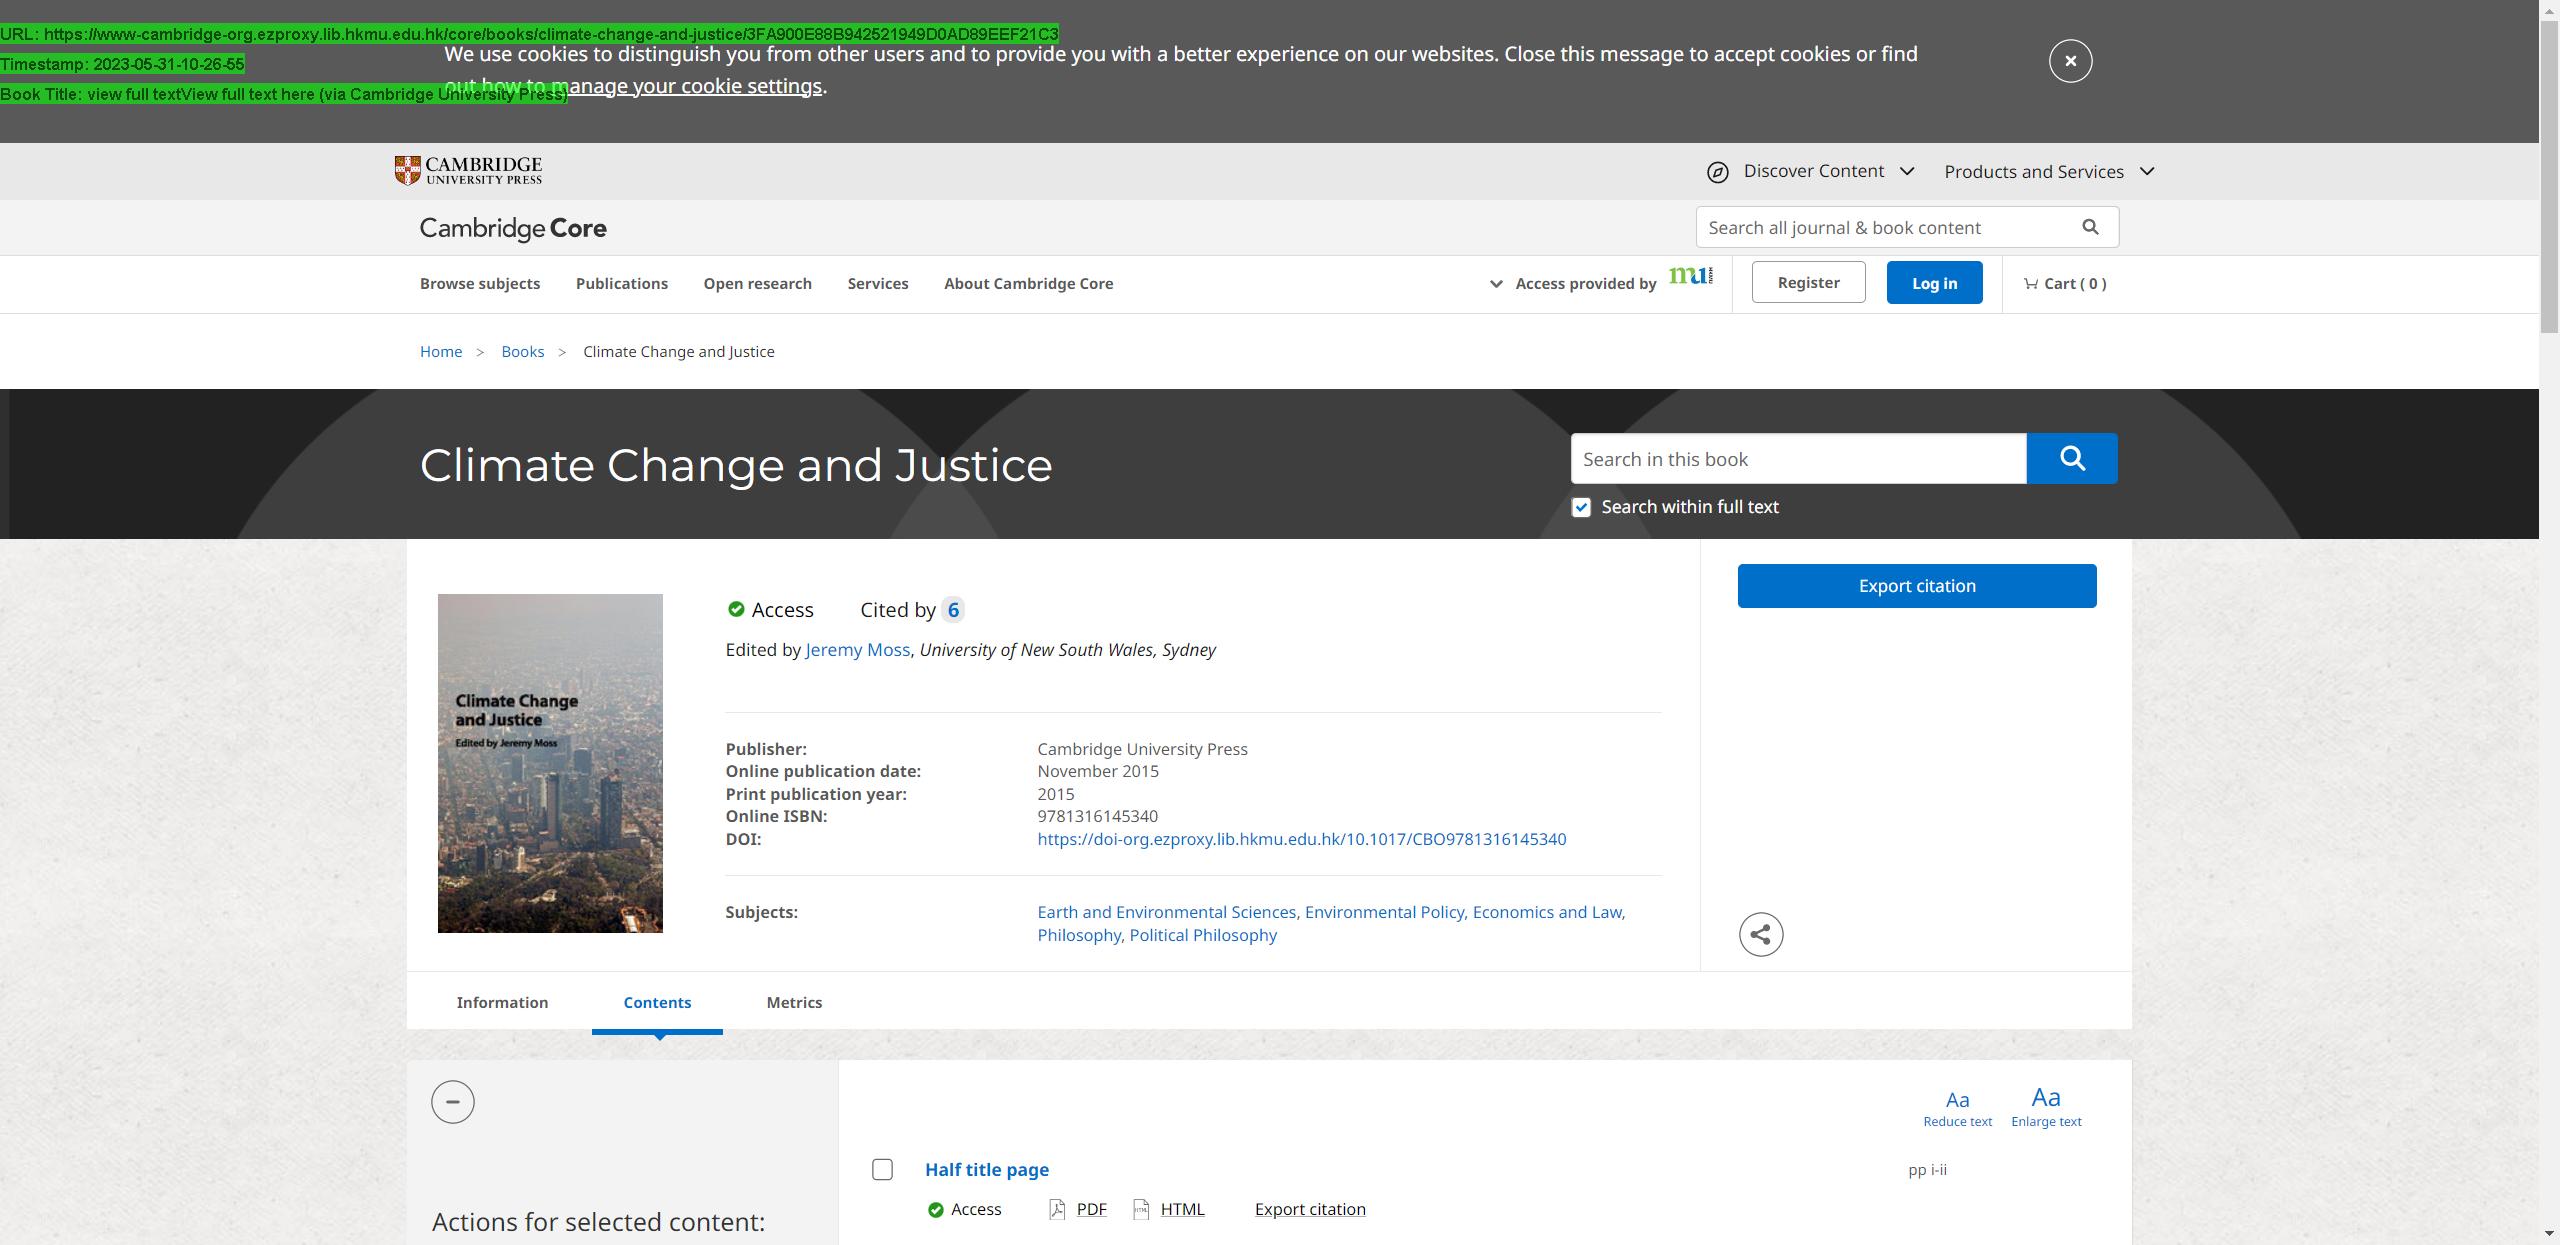 URL: https://www-cambridge-org.ezproxy.lib.hkmu.edu.hk/core/books/climate-change-and-justice/3FA900E88B942521949D0AD89EEF21C3
We use cookies to distinguish you from other users and to provide you with a better experience on our websites. Close this message to accept cookies or find
Timestamp: 2023-05-31-10-26-55
out how to manage your cookie settings.
Book Title: view full textView full text here (via Cambridge University Press)
CAMBRIDGE
UNIVERSITY PRESS
Discover Content
Products and Services
Cambridge Core
Search all journal & book content
Browse subjects
Publications
Open research
Services
About Cambridge Core
Access provided by
mu
Register
Log in
Cart ( 0 )
Home > Books > Climate Change and Justice
Climate Change and Justice
Search in this book
Search within full text
Climate Change
and Justice
Edited by Jeremy Moss
Access
Cited by 6
Edited by Jeremy Moss, University of New South Wales, Sydney
Publisher: Cambridge University Press
Online publication date: November 2015
Print publication year: 2015
Online ISBN: 9781316145340
DOI: https://doi-org.ezproxy.lib.hkmu.edu.hk/10.1017/CBO9781316145340
Subjects: Earth and Environmental Sciences, Environmental Policy, Economics and Law,
Philosophy, Political Philosophy
Export citation
Information
Contents
Metrics
Aa
Reduce text
Aa
Enlarge text
Half title page
pp i-ii
Access
PDF
HTML
Export citation
Actions for selected content: